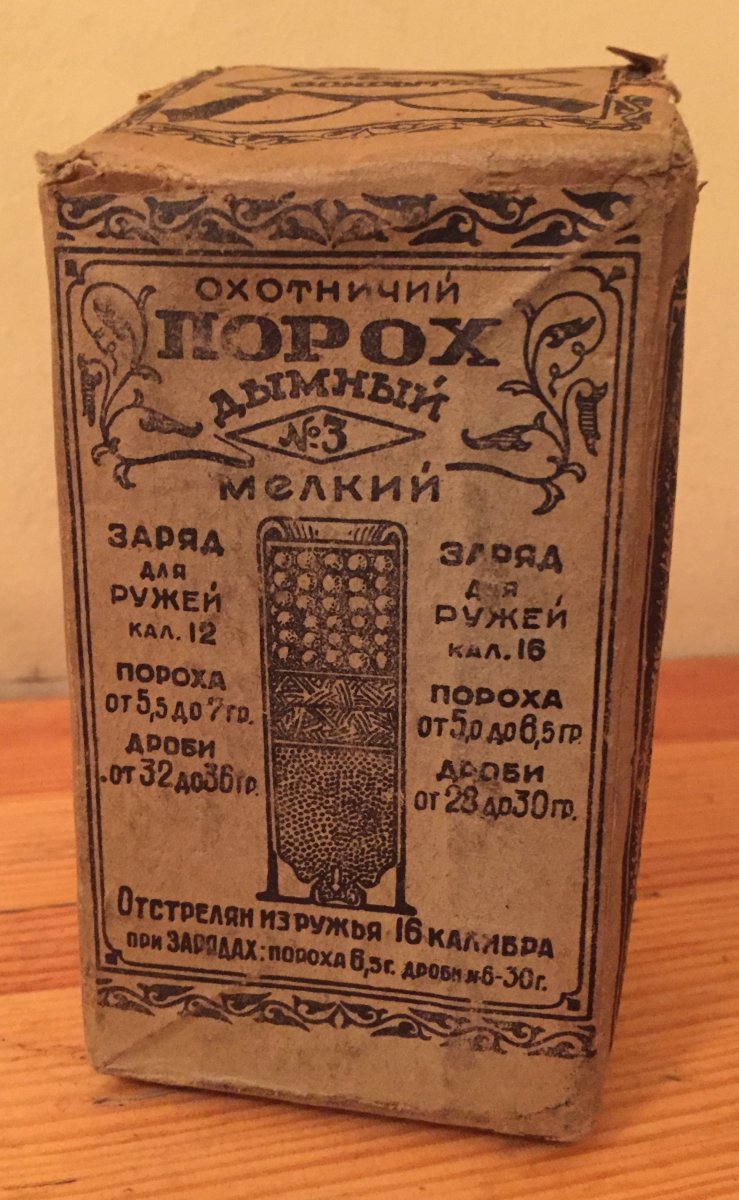 ОХОТНИЧИЙ
ПОРОХ
ДЫМНЫЙ
№3
МЕЛКИЙ
ЗАРЯД
ДЛЯ
РУЖЕЙ
КАЛ. 12
ПОРОХА
ОТ 5,5 ДО 7 ГР.
ДРОБИ
ОТ 32 ДО 36 ГР.
ЗАРЯД
ДЛЯ
РУЖЕЙ
КАЛ. 16
ПОРОХА
ОТ 5,0 ДО 6,5 ГР.
ДРОБИ
ОТ 28 ДО 30 ГР.
ОТСТРЕЛЯН ИЗ РУЖЬЯ 16 КАЛИБРА
ПРИ ЗАРЯДАХ: ПОРОХА 6,5 Г. ДРОБИ №6-30 Г.